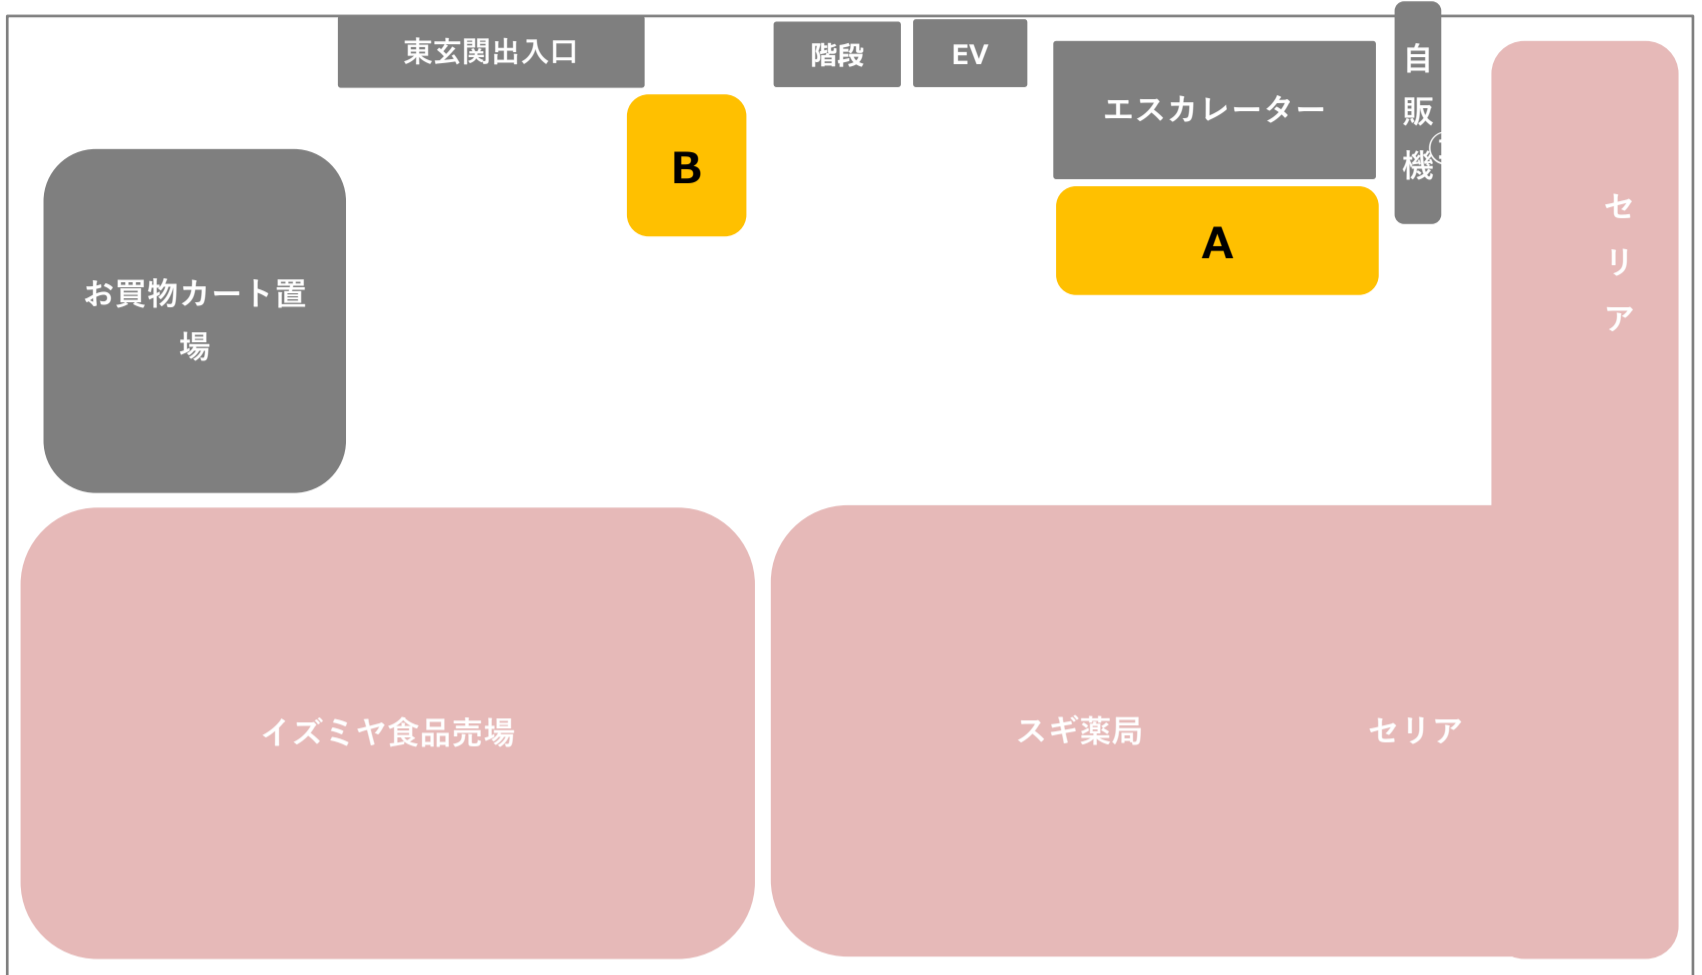 東玄関出入口
階段
EV
エスカレーター
自
販
機
B
A
お買物カート置
場
セ
リ
ア
イズミヤ食品売場
スギ薬局
セリア